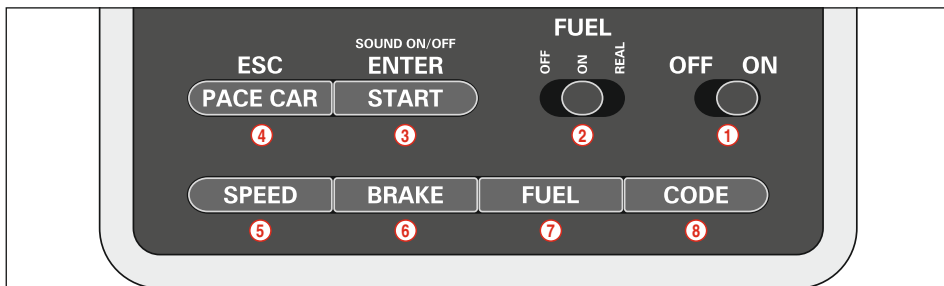 FUEL
SOUND ON/OFF
ESC ENTER OFF ON REAL OFF ON
PACE CAR START
4 3 2 1
SPEED BRAKE FUEL CODE
5 6 7 8